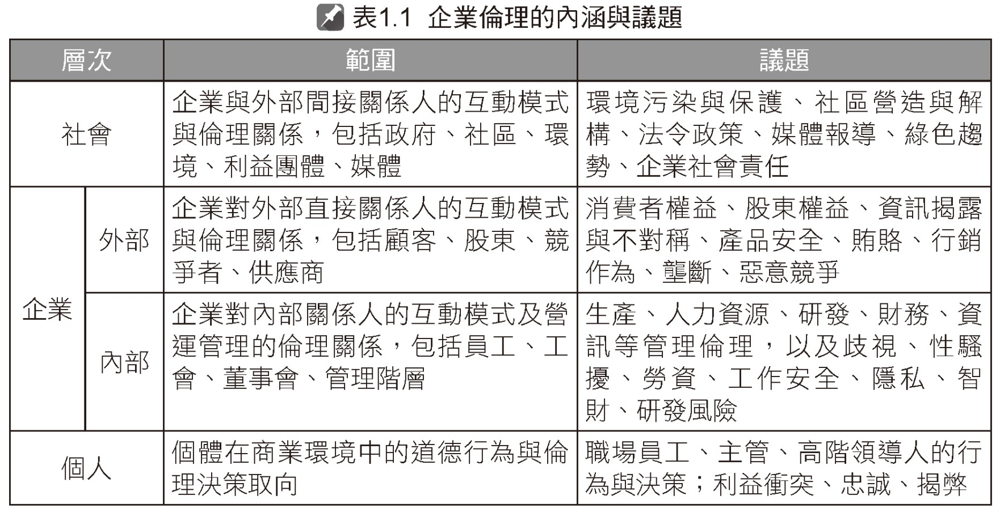 表1.1 企業倫理的內涵與議題
層次 範圍 議題
社會
企業與外部間接關係人的互動模式
與倫理關係，包括政府、社區、環
境、利益團體、媒體
環境污染與保護、社區營造與解
構、法令政策、媒體報導、綠色趨
勢、企業社會責任
企業
外部
企業對外部直接關係人的互動模式
與倫理關係，包括顧客、股東、競
爭者、供應商
消費者權益、股東權益、資訊揭露
與不對稱、產品安全、賄賂、行銷
作為、壟斷、惡意競爭
內部
企業對內部關係人的互動模式及營
運管理的倫理關係，包括員工、工
會、董事會、管理階層
生產、人力資源、研發、財務、資
訊等管理倫理，以及歧視、性騷
擾、勞資、工作安全、隱私、智
財、研發風險
個人
個體在商業環境中的道德行為與倫
理決策取向
職場員工、主管、高階領導人的行
為與決策；利益衝突、忠誠、揭弊